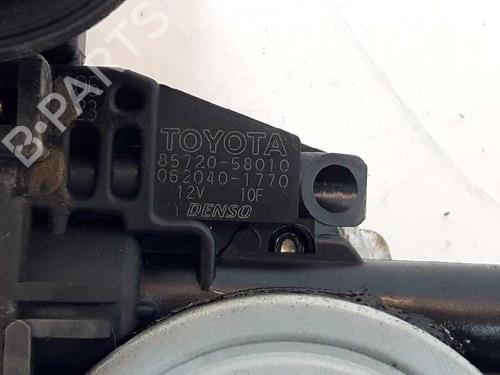 B-PARTS
TOYOTA
85720-58010
062040-1770
12V 10F
DENSO